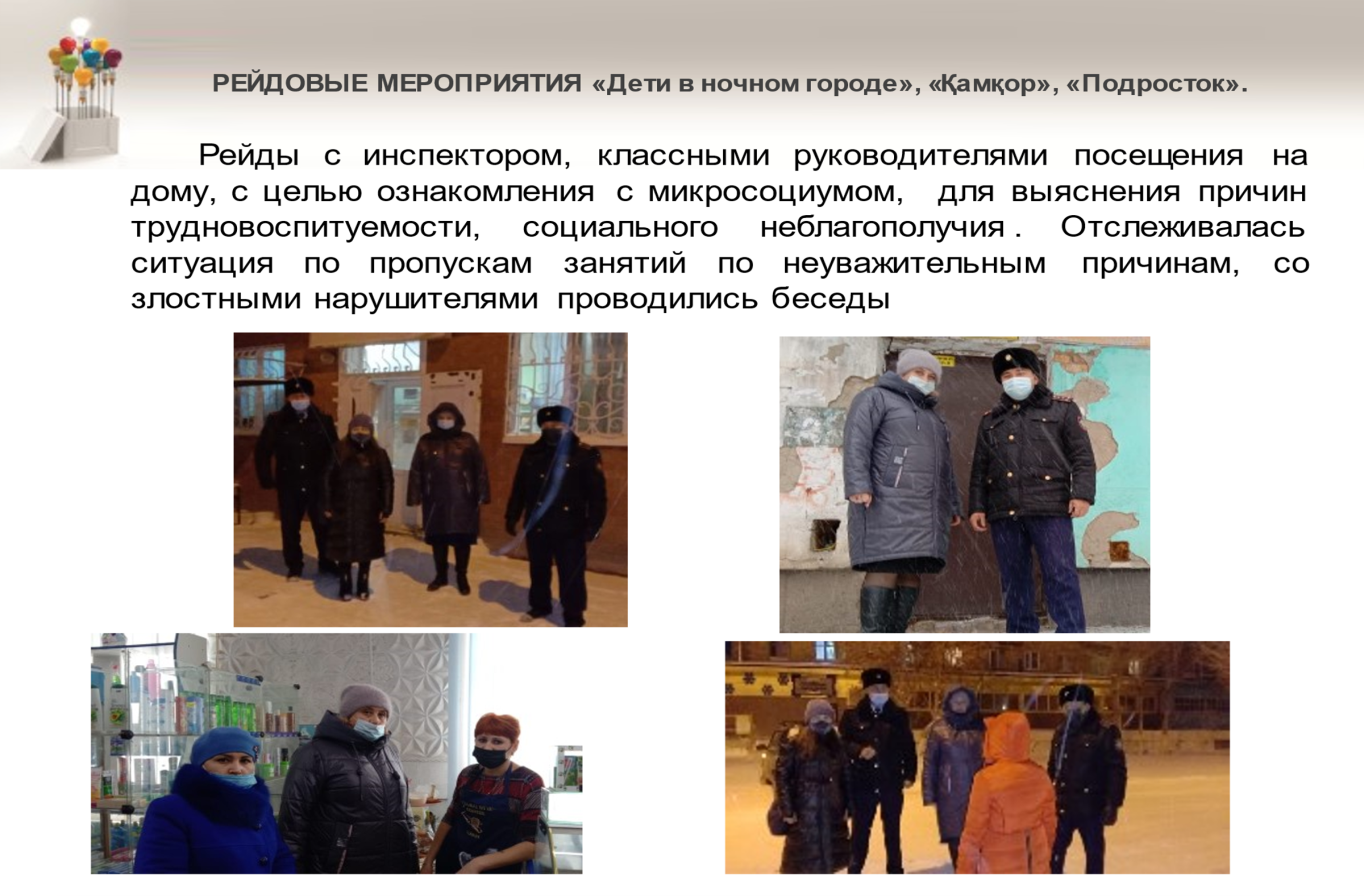 РЕЙДОВЫЕ МЕРОПРИЯТИЯ «Дети в ночном городе», «Қамқор», «Подросток».
Рейды с инспектором, классными руководителями посещения на
дому, с целью ознакомления с микросоциумом, для выяснения причин
трудновоспитуемости, социального неблагополучия . Отслеживалась
ситуация по пропускам занятий по неуважительным причинам, со
злостными нарушителями проводились беседы